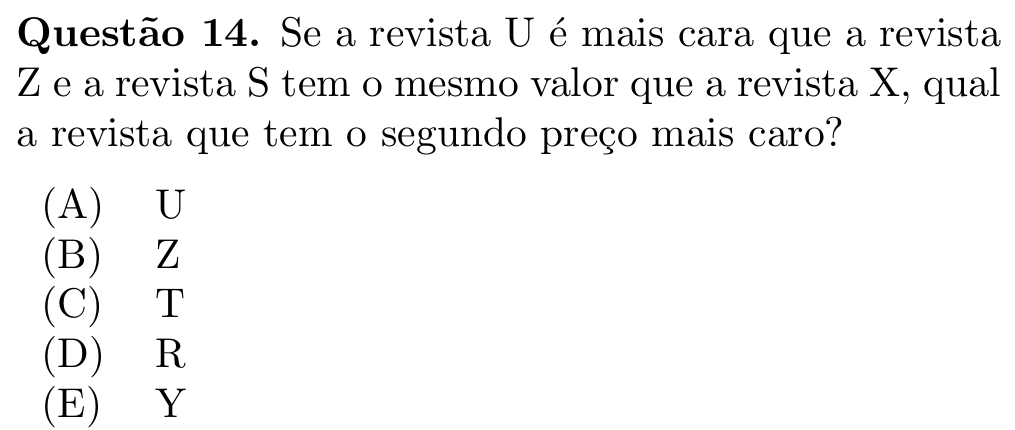 Questão 14. Se a revista U é mais cara que a revista
Z e a revista S tem o mesmo valor que a revista X, qual
a revista que tem o segundo preço mais caro?
(A) U
(B) Z
(C) T
(D) R
(E) Y